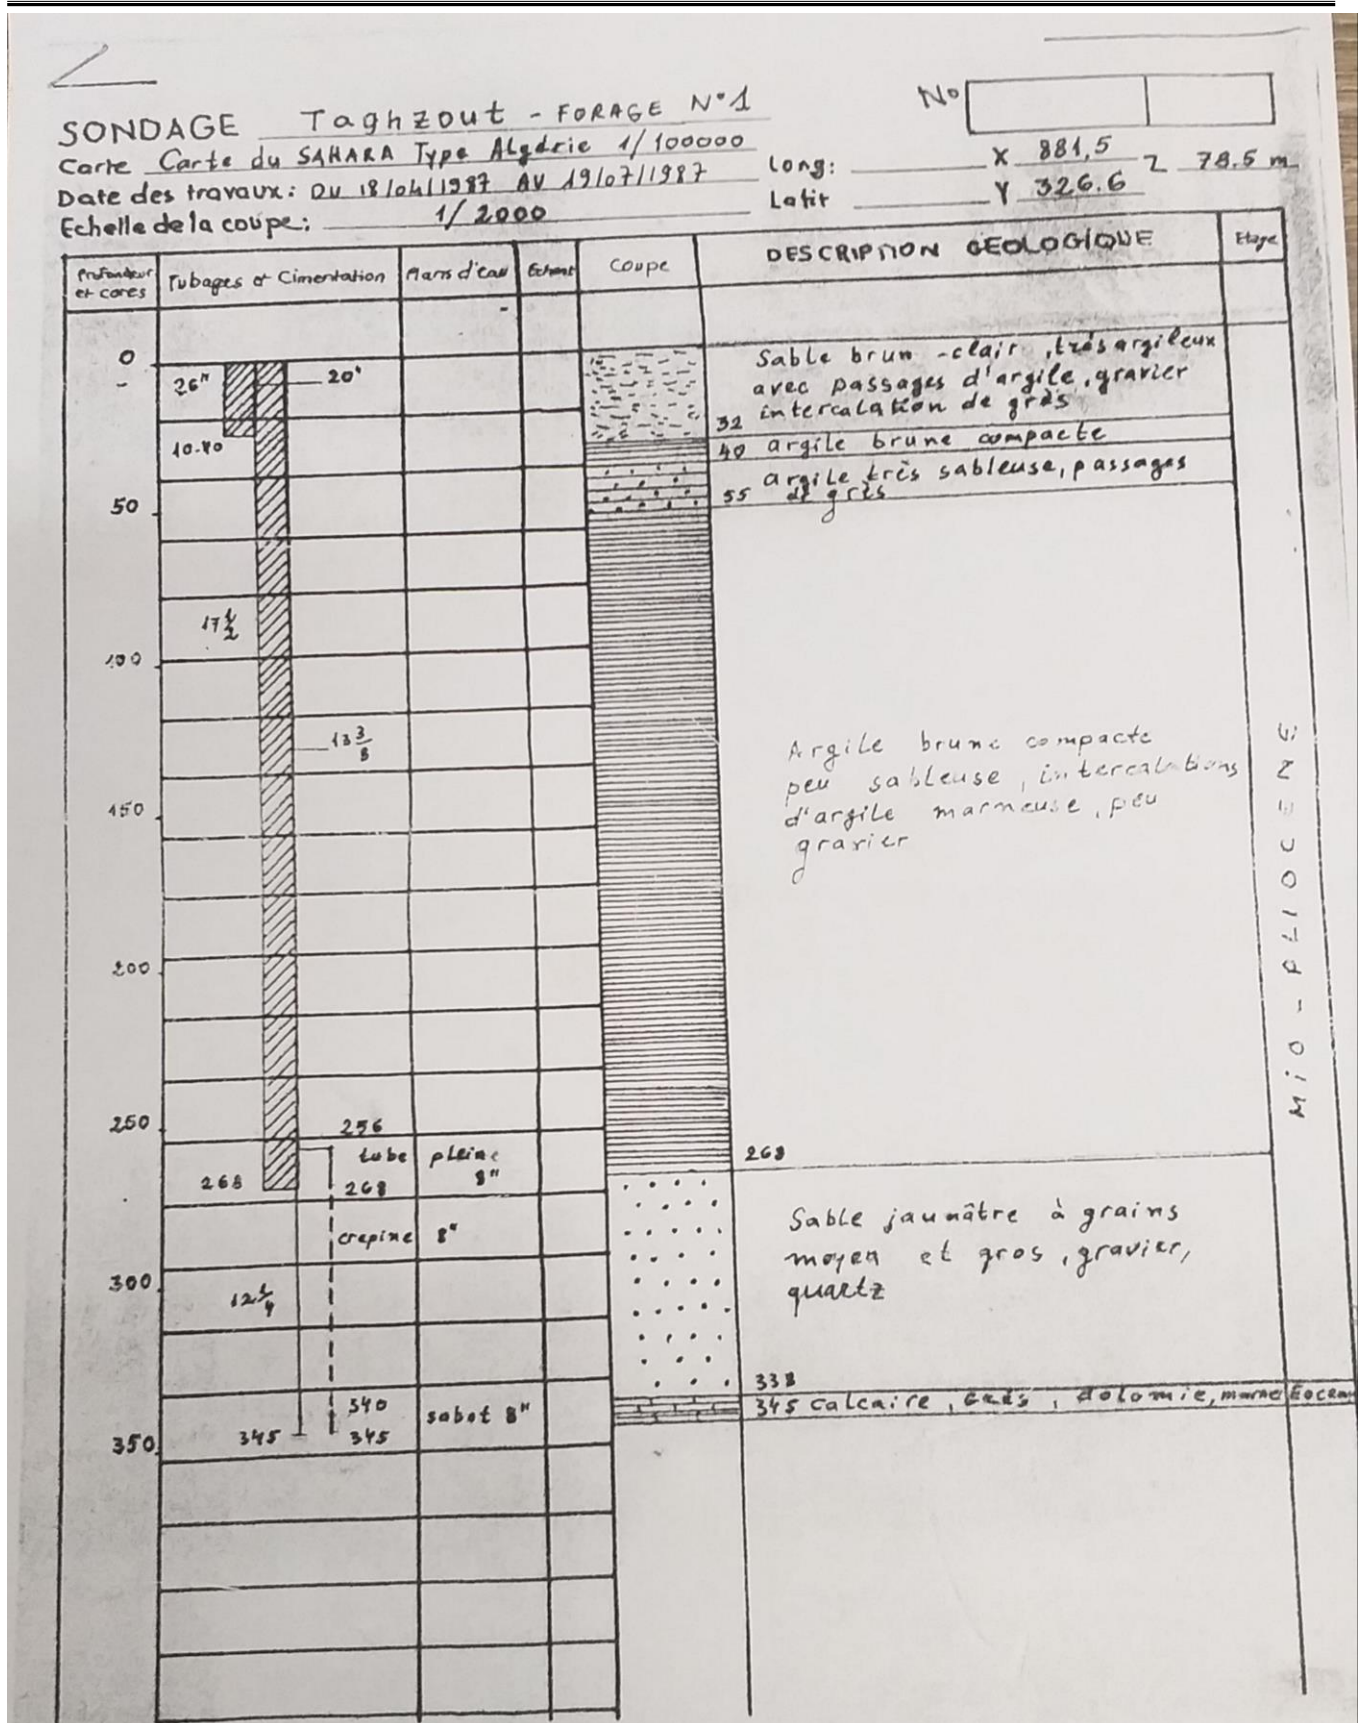 SONDAGE Taghzout - FORAGE N°1
N°
Carte Carte du SAHARA Type Algérie 1/100000
Long: X 881,5 Z 78.5 m
Date des travaux: DU 18/04/1987 AU 19/07/1987
Latit Y 326.6
Echelle de la coupe: 1/2000
Profondeur et cores
Tubages et Cimentation
Plans d'eau
Echant
Coupe
DESCRIPTION GEOLOGIQUE
Etage
0
26"
20"
Sable brun - clair, très argileux
avec passages d'argile, gravier
32 intercalation de grès
10.40
40 argile brune compacte
argile très sableuse, passages
55 de grès
50
17 1/2
100
13 3/8
Argile brune compacte
peu sableuse, intercalations
d'argile marneuse, peu
gravier
150
MIO - PLIOCENE
200
250
256
tube pleine
8"
268
268
268
crepine 8"
Sable jaunâtre à grains
moyen et gros, gravier,
quartz
300
12 1/4
338
340
sabot 8"
345 calcaire, grès, dolomie, marne Eocene
345
345
350